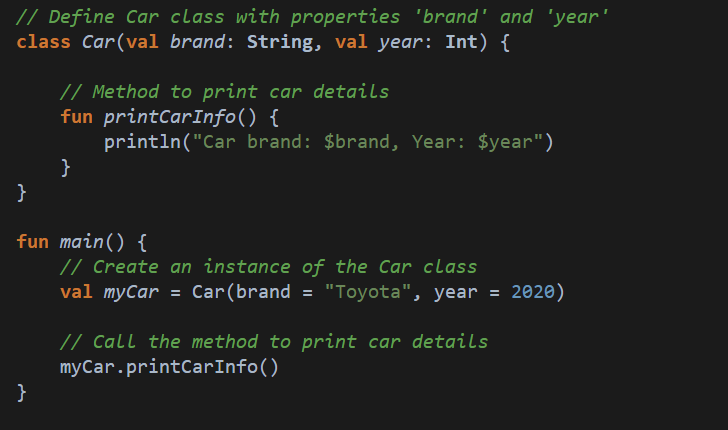 // Define Car class with properties 'brand' and 'year'
class Car(val brand: String, val year: Int) {
// Method to print car details
fun printCarInfo() {
println("Car brand: $brand, Year: $year")
}
}
fun main() {
// Create an instance of the Car class
val myCar = Car(brand = "Toyota", year = 2020)
// Call the method to print car details
myCar.printCarInfo()
}